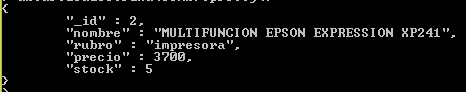 {
"_id" : 2,
"nombre" : "MULTIFUNCION EPSON EXPRESSION XP241",
"rubro" : "impresora",
"precio" : 3700,
"stock" : 5
}